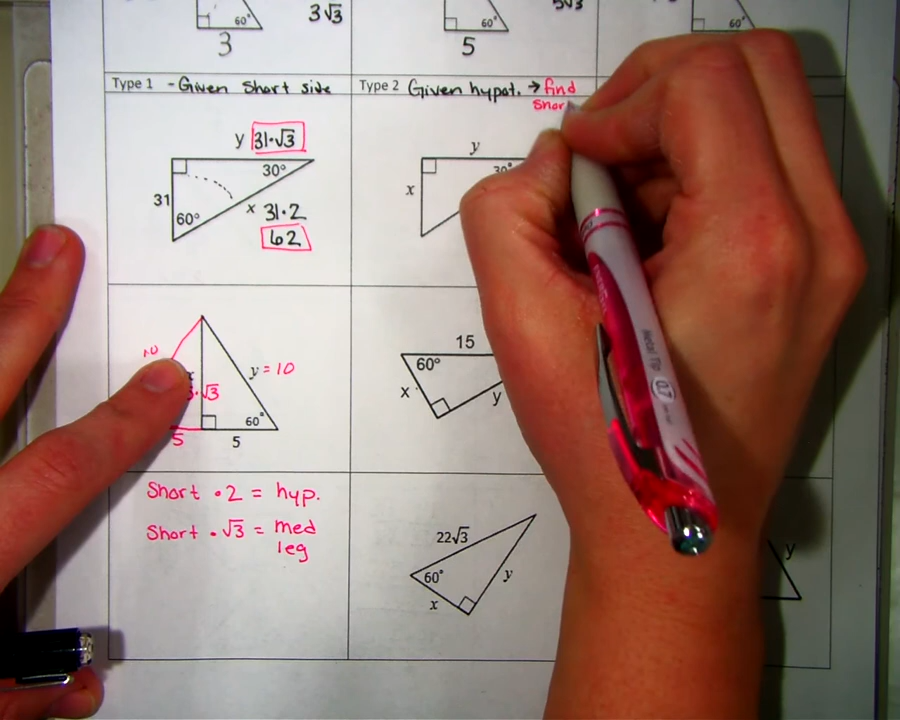 60°
3√3
3
60°
5√3
5
60°
Type 1 - Given Short side
Type 2 Given hypot. → find
Shor
y 31·√3
30°
31
60°
x 31·2
62
y
x
10
y = 10
·√3
60°
5
5
15
60°
x
y
Short · 2 = hyp.
Short · √3 = med
leg
22√3
60°
x
y
y